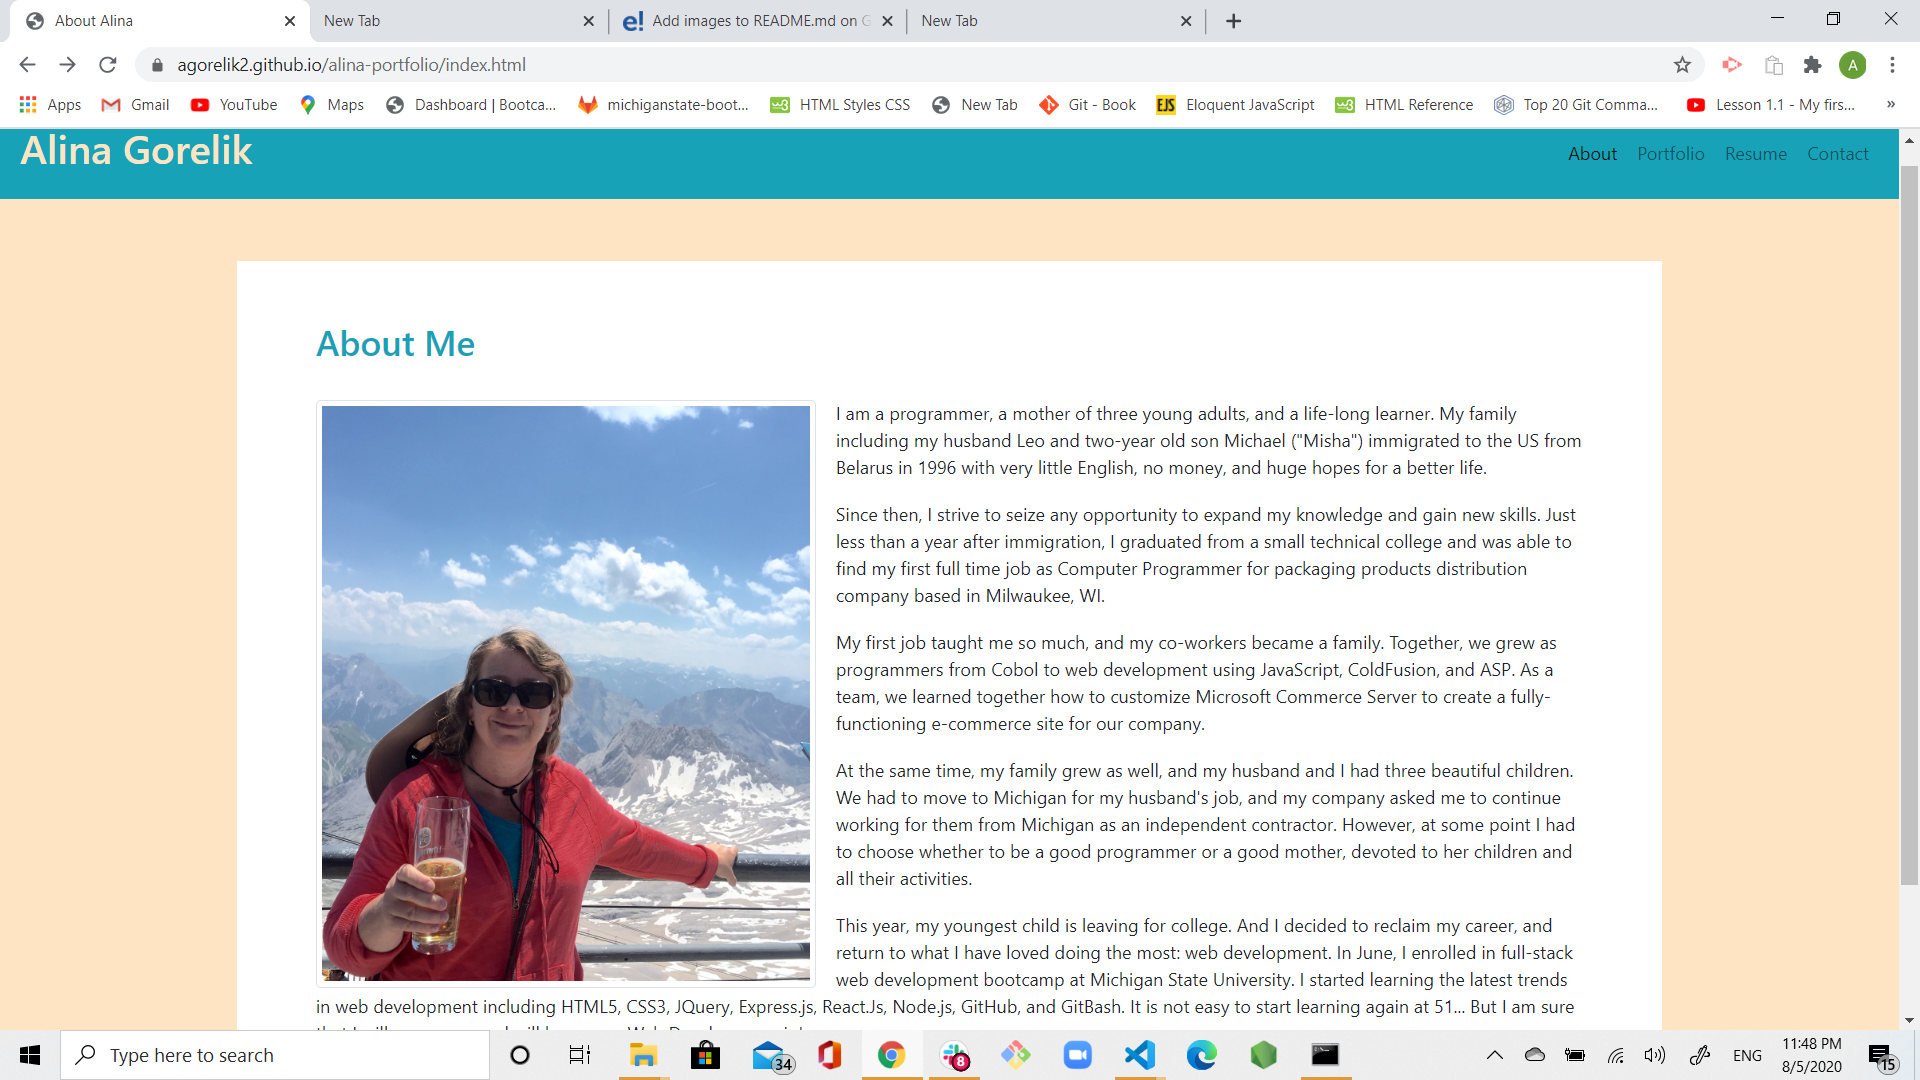 About Alina
New Tab
Add images to README.md on G
New Tab
agorelik2.github.io/alina-portfolio/index.html
A
Apps
Gmail
YouTube
Maps
Dashboard | Bootca...
michiganstate-boot...
HTML Styles CSS
New Tab
Git - Book
Eloquent JavaScript
HTML Reference
Top 20 Git Comma...
Lesson 1.1 - My firs...
»
Alina Gorelik
About
Portfolio
Resume
Contact
About Me
I am a programmer, a mother of three young adults, and a life-long learner. My family
including my husband Leo and two-year old son Michael ("Misha") immigrated to the US from
Belarus in 1996 with very little English, no money, and huge hopes for a better life.
Since then, I strive to seize any opportunity to expand my knowledge and gain new skills. Just
less than a year after immigration, I graduated from a small technical college and was able to
find my first full time job as Computer Programmer for packaging products distribution
company based in Milwaukee, WI.
My first job taught me so much, and my co-workers became a family. Together, we grew as
programmers from Cobol to web development using JavaScript, ColdFusion, and ASP. As a
team, we learned together how to customize Microsoft Commerce Server to create a fully-
functioning e-commerce site for our company.
At the same time, my family grew as well, and my husband and I had three beautiful children.
We had to move to Michigan for my husband's job, and my company asked me to continue
working for them from Michigan as an independent contractor. However, at some point I had
to choose whether to be a good programmer or a good mother, devoted to her children and
all their activities.
This year, my youngest child is leaving for college. And I decided to reclaim my career, and
return to what I have loved doing the most: web development. In June, I enrolled in full-stack
web development bootcamp at Michigan State University. I started learning the latest trends
in web development including HTML5, CSS3, JQuery, Express.js, React.Js, Node.js, GitHub, and GitBash. It is not easy to start learning again at 51... But I am sure
Type here to search
34
8
ENG
11:48 PM
8/5/2020
15